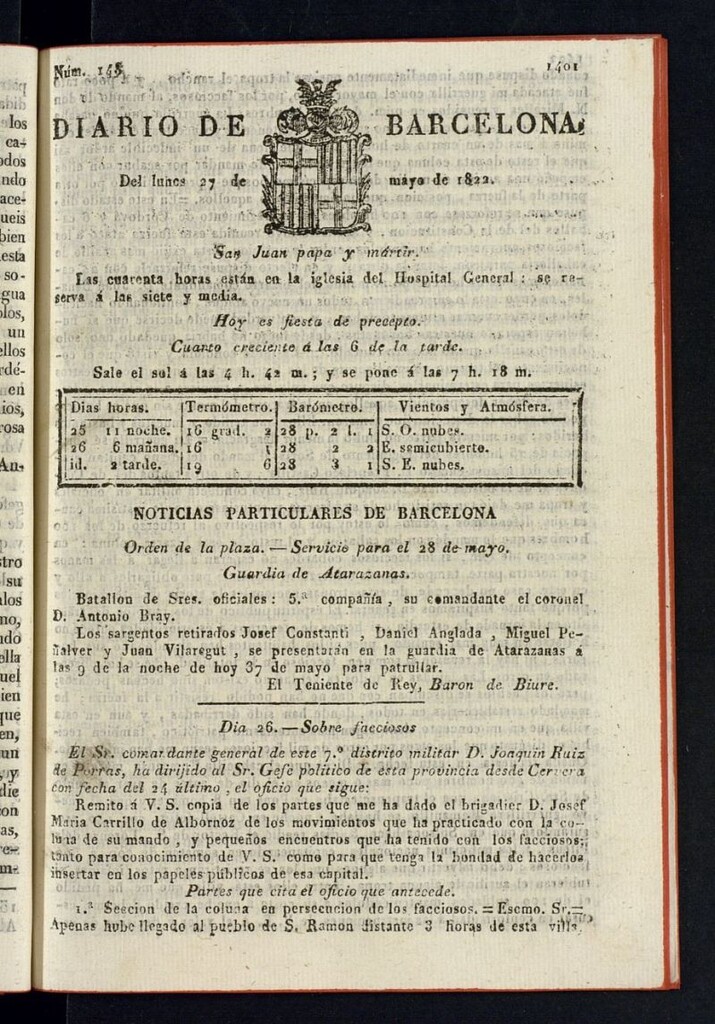 Núm. 145
1401
DIARIO DE BARCELONA,
Del lunes 27 de mayo de 1822.
San Juan papa y mártir.
Las cuarenta horas están en la iglesia del Hospital General : se re-
serva á las siete y media.
Hoy es fiesta de precepto.
Cuarto creciente á las 6 de la tarde.
Sale el sol á las 4 h. 42 m. ; y se pone á las 7 h. 18 m.
Dias horas. Termómetro. Barómetro. Vientos y Atmósfera.
25 11 noche. 16 grad. 2 28 p. 2 l. 1 S. O. nubes.
26 6 mañana. 16 1 28 2 2 E. semicubierto.
id. 2 tarde. 19 6 28 3 1 S. E. nubes.
NOTICIAS PARTICULARES DE BARCELONA
Orden de la plaza. — Servicio para el 28 de mayo.
Guardia de Atarazanas.
Batallon de Sres. oficiales : 5.ª compañía , su comandante el coronel
D. Antonio Bray.
Los sargentos retirados Josef Constanti , Daniel Anglada , Miguel Pe-
ñalver y Juan Vilaregut , se presentarán en la guardia de Atarazanas á
las 9 de la noche de hoy 37 de mayo para patrullar.
El Teniente de Rey, Baron de Biure.
Dia 26. — Sobre facciosos
El Sr. comandante general de este 7.º distrito militar D. Joaquin Ruiz
de Porras, ha dirijido al Sr. Gefe político de esta provincia desde Cervera
con fecha del 24 último , el oficio que sigue:
Remito á V. S. copia de los partes que me ha dado el brigadier D. Josef
Maria Carrillo de Albornoz de los movimientos que ha practicado con la co-
luna de su mando , y pequeños encuentros que ha tenido con los facciosos;
tanto para conocimiento de V. S. como para que tenga la bondad de hacerlos
insertar en los papeles públicos de esa capital.
Partes que cita el oficio que antecede.
1.ª Seccion de la coluna en persecucion de los facciosos. = Escmo. Sr. =
Apenas hube llegado al pueblo de S. Ramon distante 3 horas de esta villa,